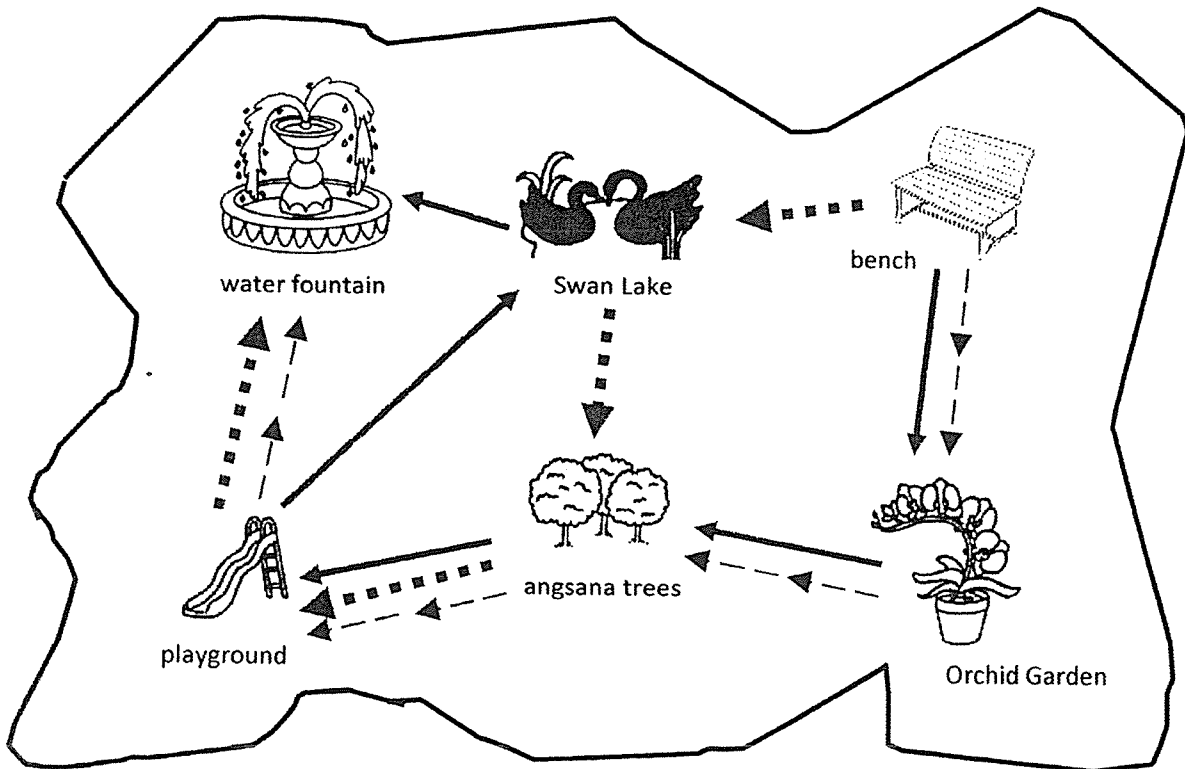 water fountain
Swan Lake
bench
angsana trees
playground
Orchid Garden